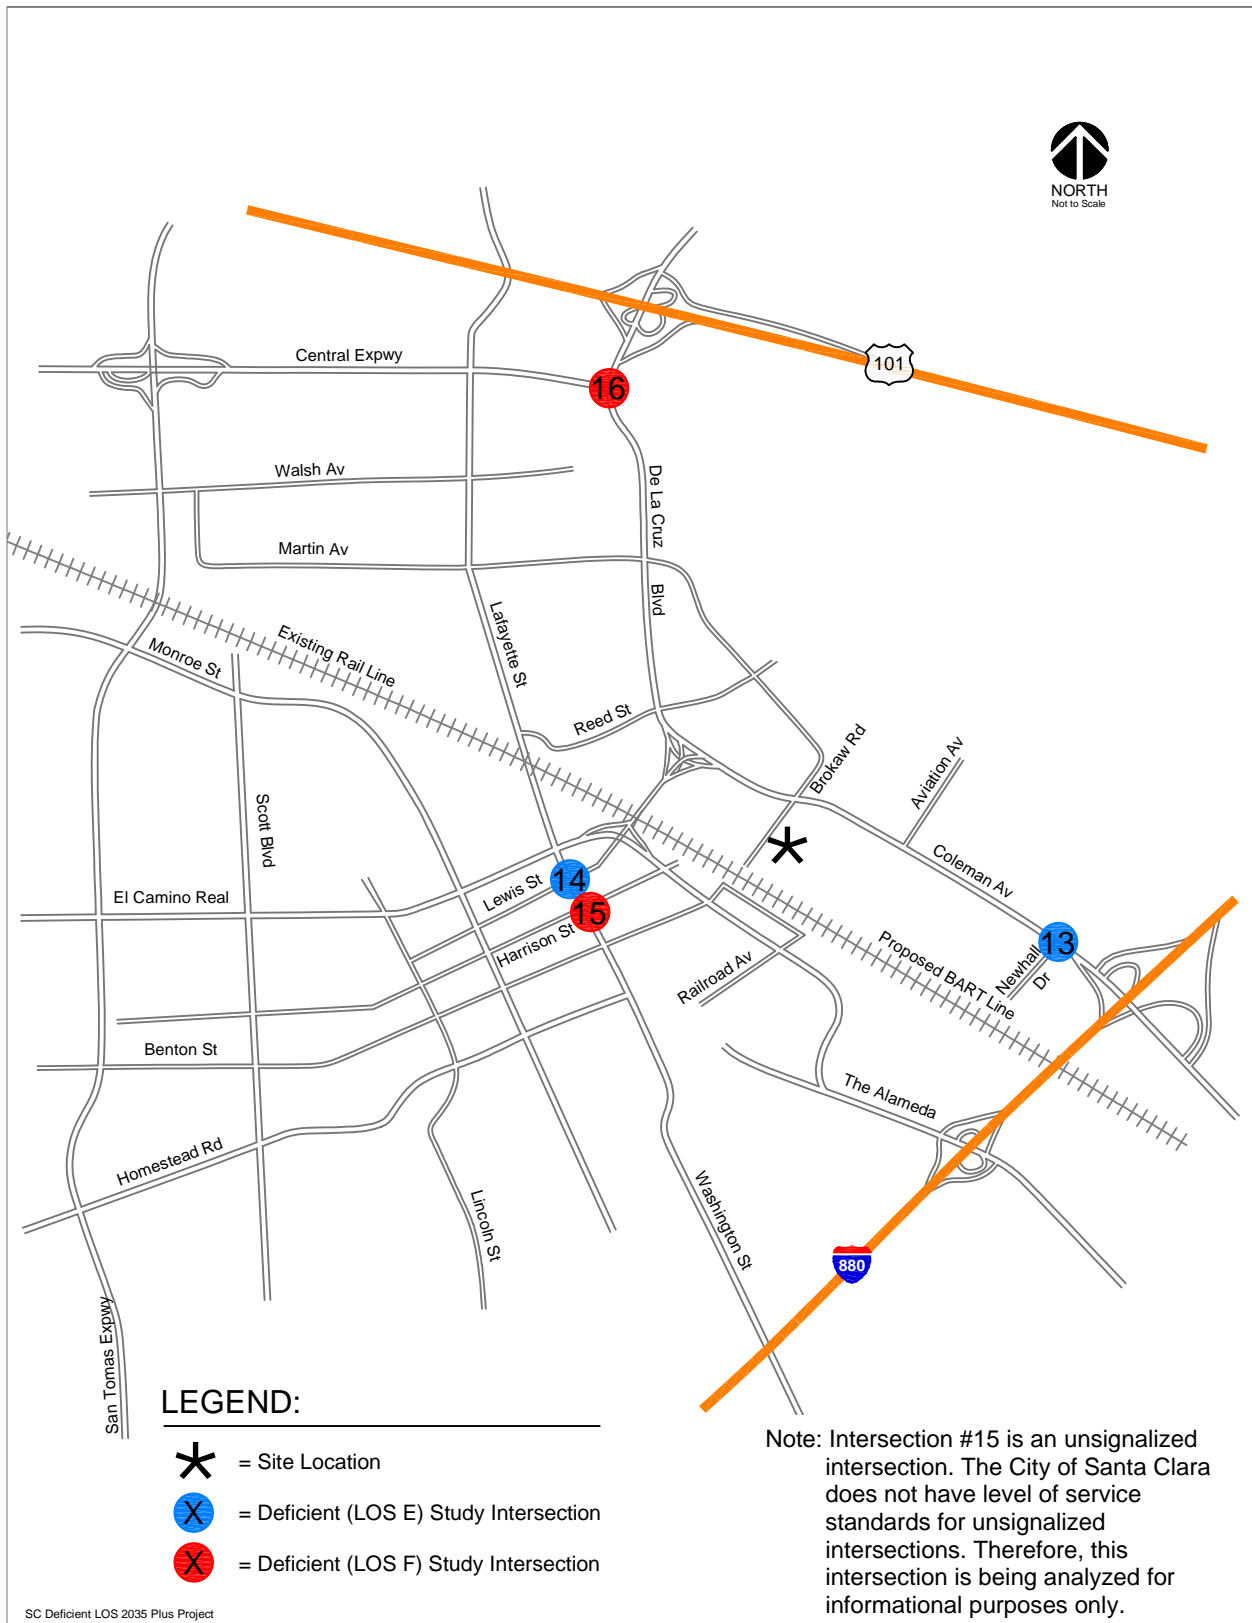 NORTH
Not to Scale
Central Expwy
101
16
Walsh Av
De La Cruz
Blvd
Martin Av
Lafayette St
Existing Rail Line
Monroe St
Reed St
Brokaw Rd
Aviation Av
Scott Blvd
Coleman Av
El Camino Real
Lewis St
14
15
Harrison St
13
Newhall
Dr
Proposed BART Line
Railroad Av
Benton St
The Alameda
Homestead Rd
Lincoln St
Washington St
880
San Tomas Expwy
LEGEND:
= Site Location
X
= Deficient (LOS E) Study Intersection
X
= Deficient (LOS F) Study Intersection
Note: Intersection #15 is an unsignalized
intersection. The City of Santa Clara
does not have level of service
standards for unsignalized
intersections. Therefore, this
intersection is being analyzed for
informational purposes only.
SC Deficient LOS 2035 Plus Project